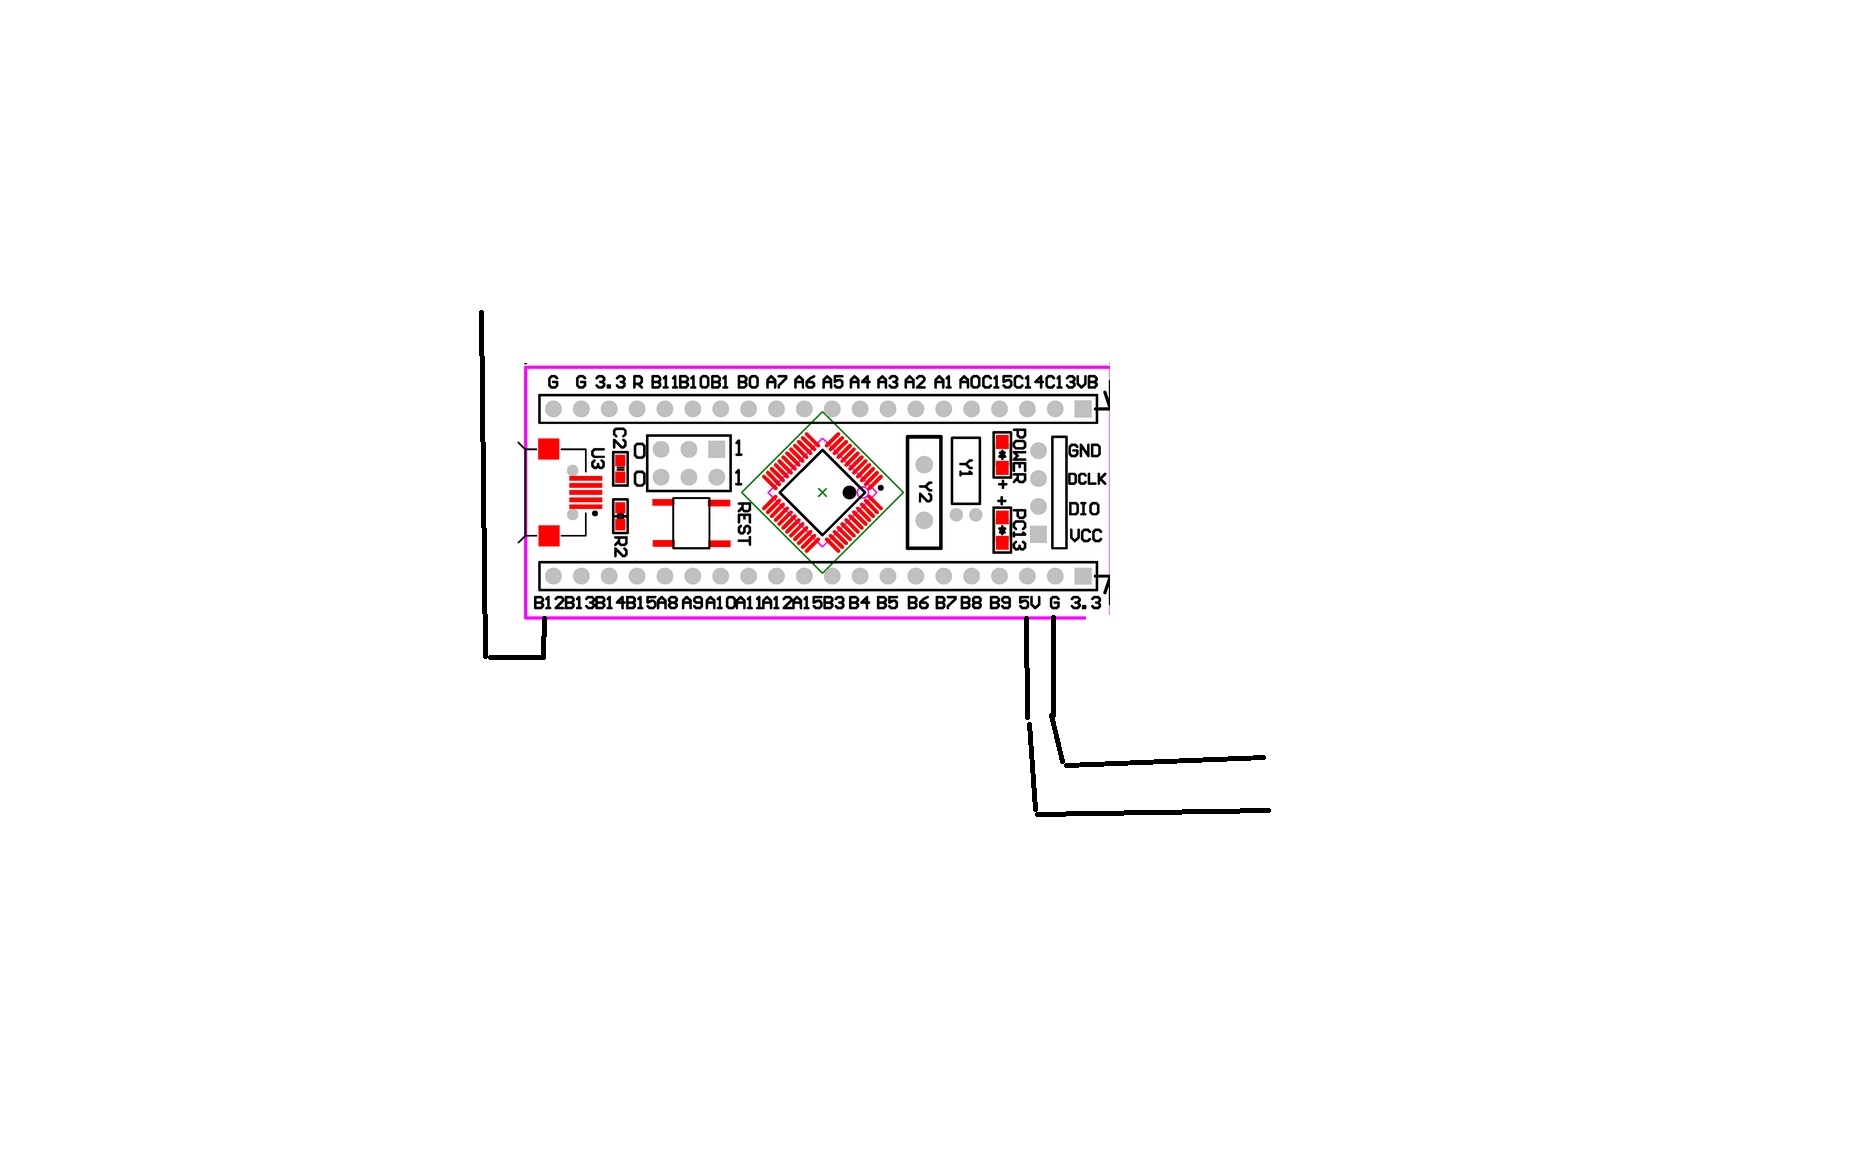 G G 3.3 R B11 B10 B1 B0 A7 A6 A5 A4 A3 A2 A1 A0 C15 C14 C13 VB
C2
U3
0 1
0 1
R2
REST
Y2
Y1
POWER
+
+
PC13
GND
DCLK
DIO
VCC
B12 B13 B14 B15 A8 A9 A10 A11 A12 A15 B3 B4 B5 B6 B7 B8 B9 5V G 3.3